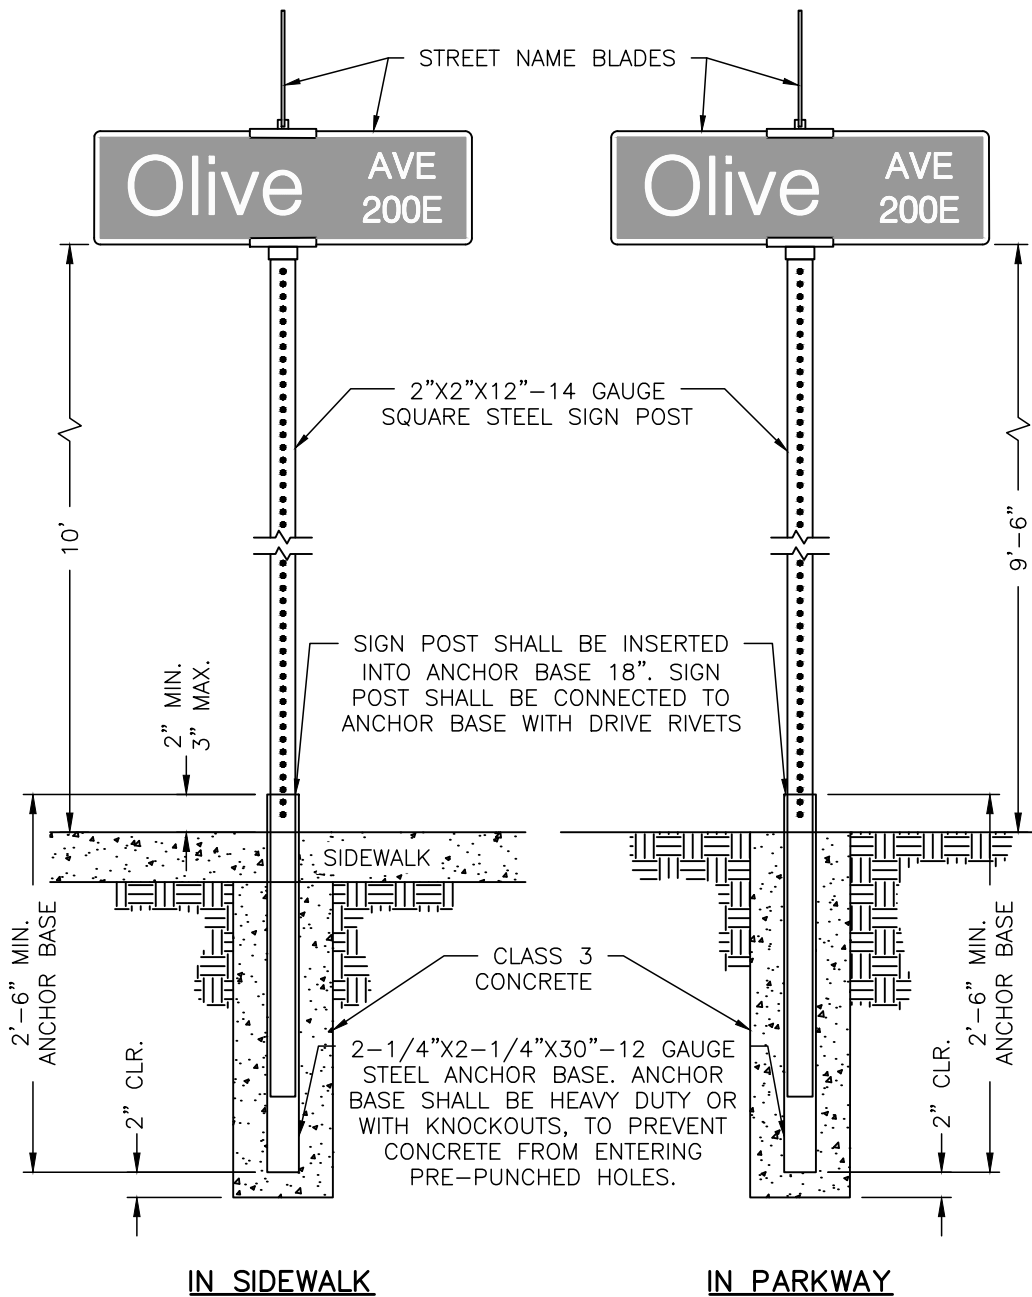 STREET NAME BLADES
Olive
AVE
200E
Olive
AVE
200E
2"X2"X12"-14 GAUGE
SQUARE STEEL SIGN POST
10'
9'-6"
SIGN POST SHALL BE INSERTED
INTO ANCHOR BASE 18". SIGN
POST SHALL BE CONNECTED TO
ANCHOR BASE WITH DRIVE RIVETS
2" MIN.
3" MAX.
SIDEWALK
2'-6" MIN.
ANCHOR BASE
2'-6" MIN.
ANCHOR BASE
CLASS 3
CONCRETE
2-1/4"X2-1/4"X30"-12 GAUGE
STEEL ANCHOR BASE. ANCHOR
BASE SHALL BE HEAVY DUTY OR
WITH KNOCKOUTS, TO PREVENT
CONCRETE FROM ENTERING
PRE-PUNCHED HOLES.
2" CLR.
2" CLR.
IN SIDEWALK
IN PARKWAY